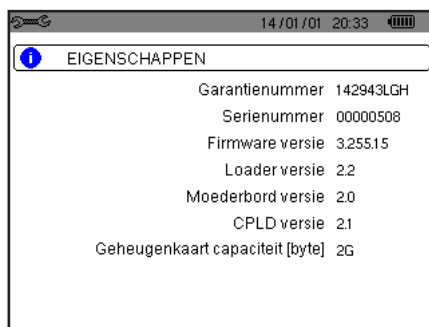 14/01/01 20:33
EIGENSCHAPPEN
Garantienummer 142943LGH
Serienummer 00000508
Firmware versie 3.255.15
Loader versie 2.2
Moederbord versie 2.0
CPLD versie 2.1
Geheugenkaart capaciteit [byte] 2G